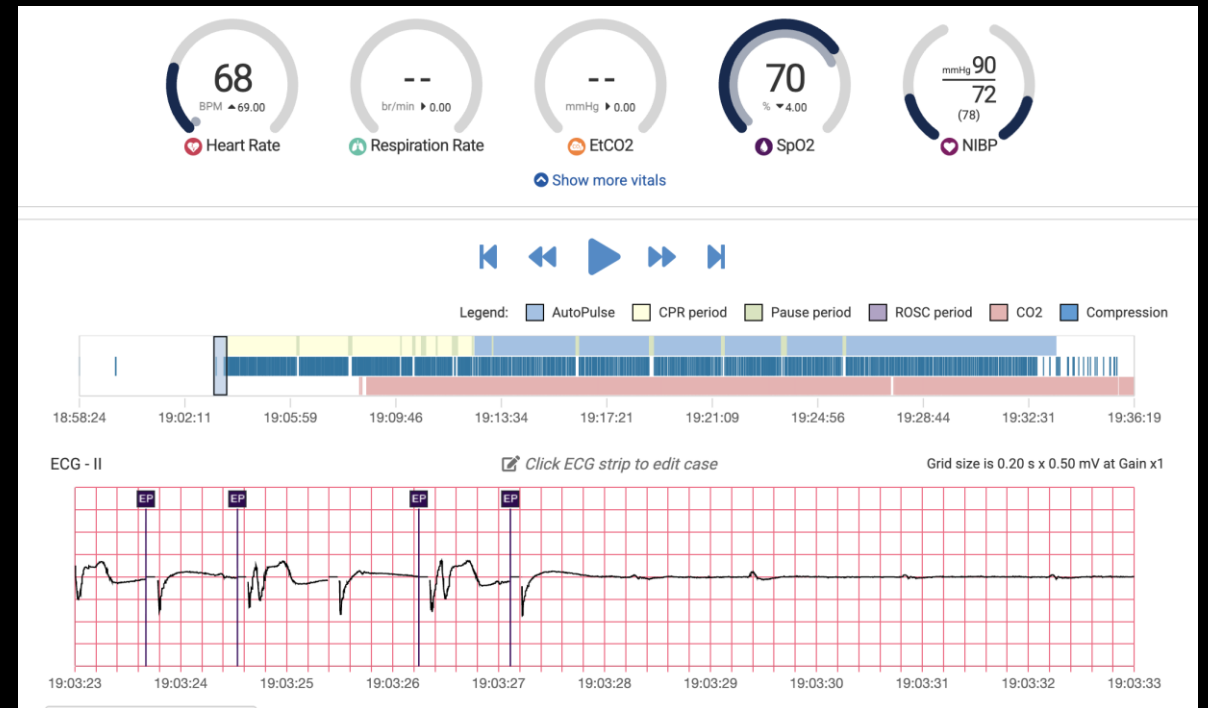 68
BPM ▲69.00
Heart Rate
--
br/min ▶ 0.00
Respiration Rate
--
mmHg ▶ 0.00
EtCO2
70
% ▼4.00
SpO2
mmHg 90
72
(78)
NIBP
Show more vitals
Legend: AutoPulse CPR period Pause period ROSC period CO2 Compression
18:58:24 19:02:11 19:05:59 19:09:46 19:13:34 19:17:21 19:21:09 19:24:56 19:28:44 19:32:31 19:36:19
ECG - II Click ECG strip to edit case Grid size is 0.20 s x 0.50 mV at Gain x1
EP EP EP EP
19:03:23 19:03:24 19:03:25 19:03:26 19:03:27 19:03:28 19:03:29 19:03:30 19:03:31 19:03:32 19:03:33